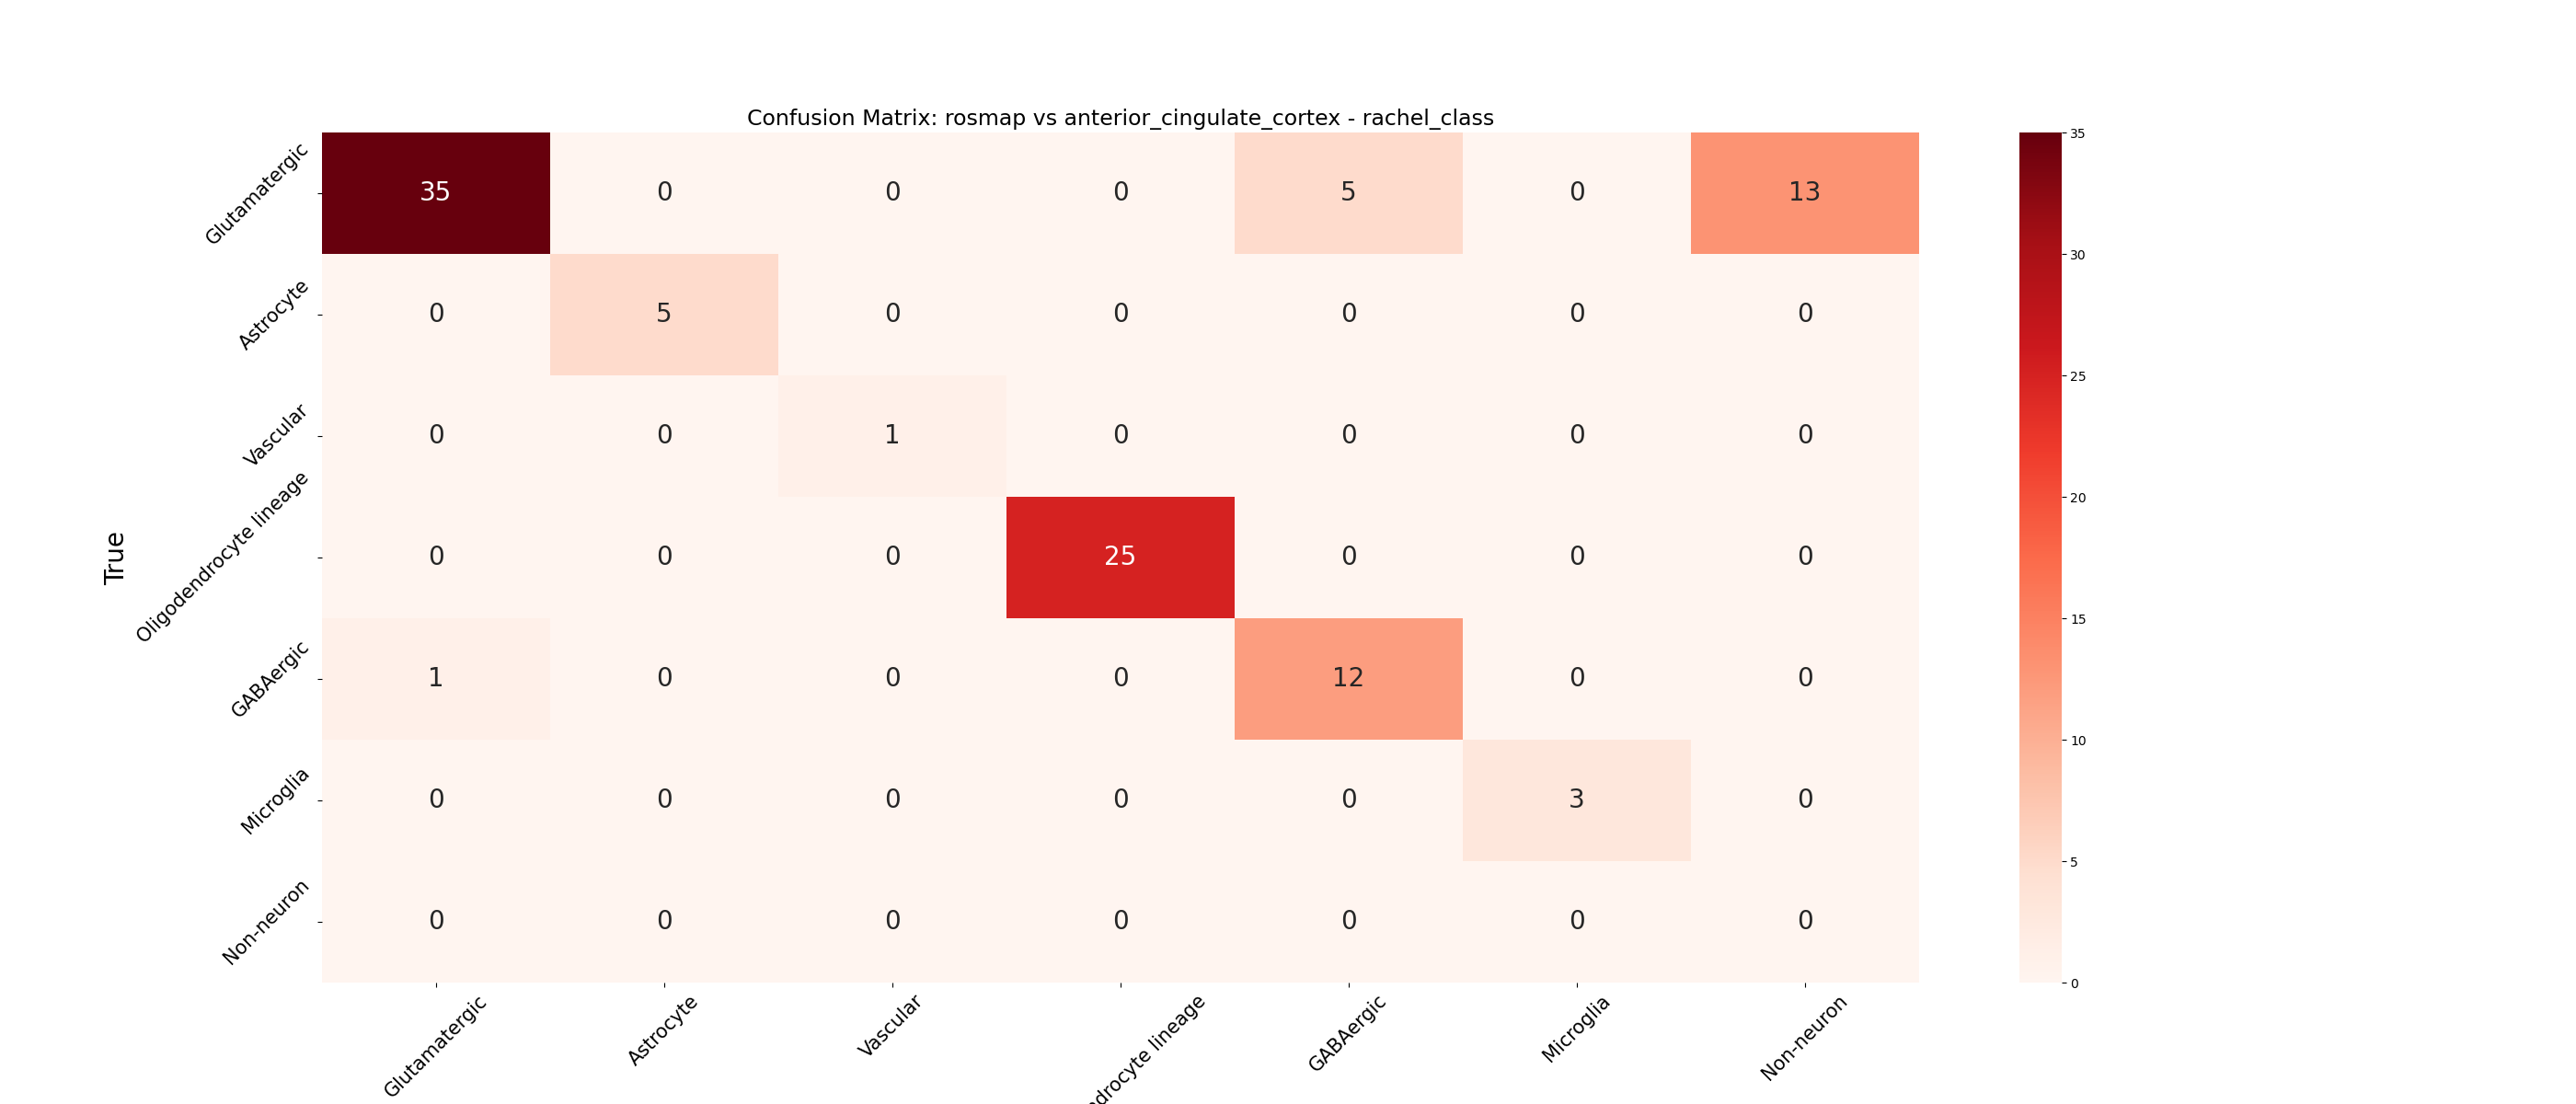 Confusion Matrix: rosmap vs anterior_cingulate_cortex - rachel_class
True
Glutamatergic 35 0 0 0 5 0 13
Astrocyte 0 5 0 0 0 0 0
Vascular 0 0 1 0 0 0 0
Oligodendrocyte lineage 0 0 0 25 0 0 0
GABAergic 1 0 0 0 12 0 0
Microglia 0 0 0 0 0 3 0
Non-neuron 0 0 0 0 0 0 0
Glutamatergic Astrocyte Vascular lineage GABAergic Microglia Non-neuron
35
30
25
20
15
10
5
0